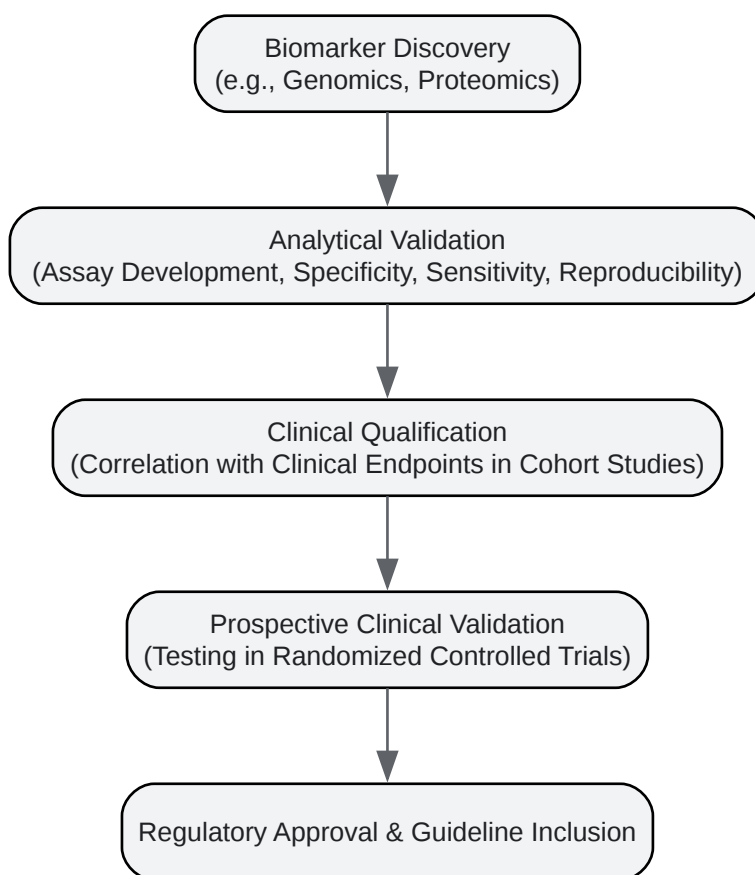 Biomarker Discovery
(e.g., Genomics, Proteomics)
Analytical Validation
(Assay Development, Specificity, Sensitivity, Reproducibility)
Clinical Qualification
(Correlation with Clinical Endpoints in Cohort Studies)
Prospective Clinical Validation
(Testing in Randomized Controlled Trials)
Regulatory Approval & Guideline Inclusion